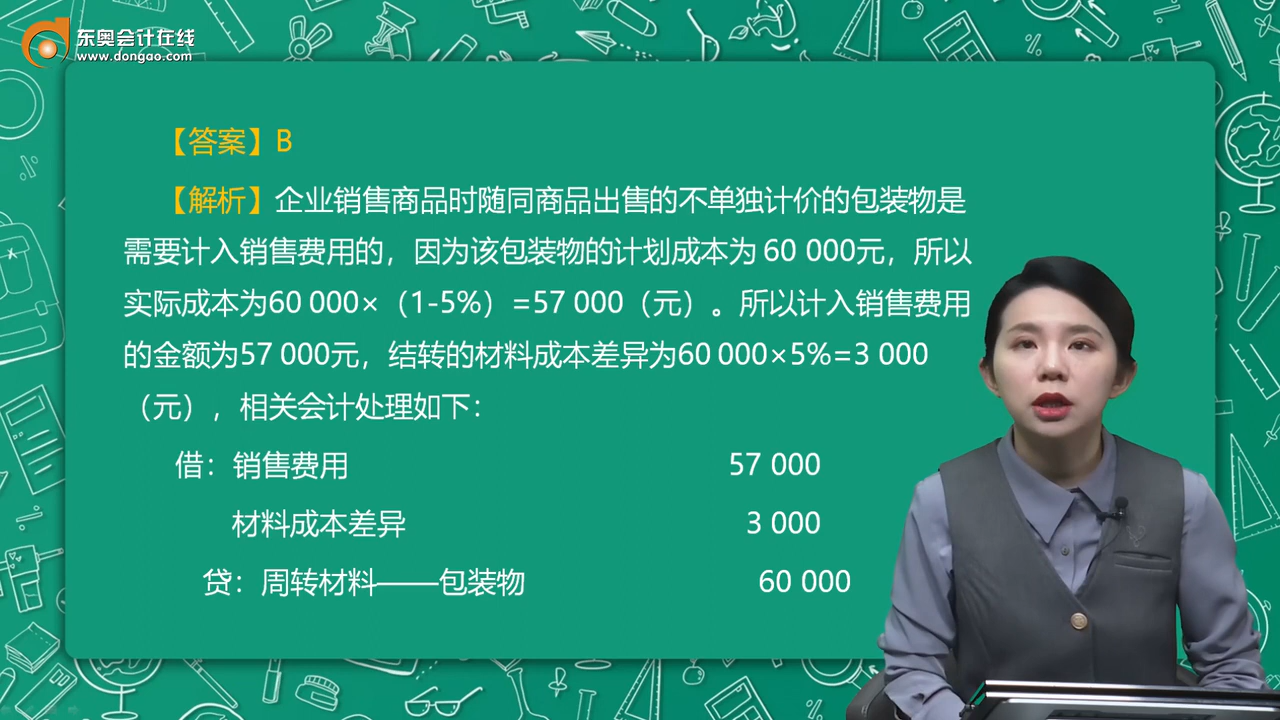 东奥会计在线
www.dongao.com
【答案】B
【解析】企业销售商品时随同商品出售的不单独计价的包装物是
需要计入销售费用的，因为该包装物的计划成本为 60 000元，所以
实际成本为60 000×（1-5%）=57 000（元）。所以计入销售费用
的金额为57 000元，结转的材料成本差异为60 000×5%=3 000
（元），相关会计处理如下：
借：销售费用 57 000
材料成本差异 3 000
贷：周转材料——包装物 60 000